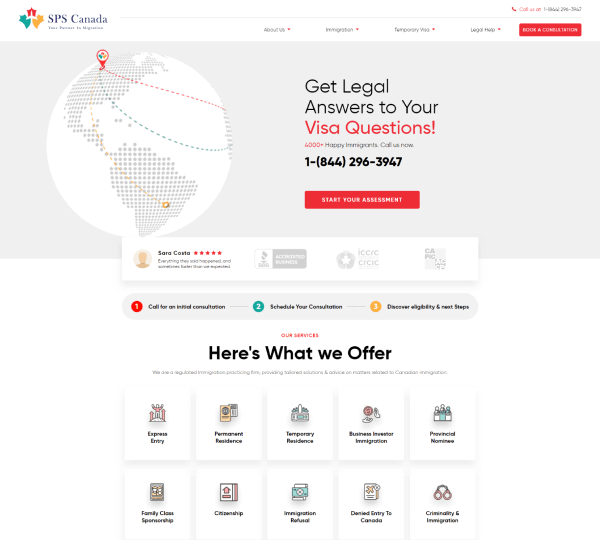 SPS Canada
Your Partner In Migration
Call us at: 1-(844) 296-3947
About Us
Immigration
Temporary Visa
Legal Help
BOOK A CONSULTATION
Get Legal
Answers to Your
Visa Questions!
4000+ Happy Immigrants. Call us now.
1-(844) 296-3947
START YOUR ASSESSMENT
Sara Costa
Everything they said happened, and
sometimes faster than we expected.
BBB
ACCREDITED
BUSINESS
ICCRC
CRCIC
CA
PIC
AC
CPI
1 Call for an initial consultation
2 Schedule Your Consultation
3 Discover eligibility & next Steps
OUR SERVICES
Here's What we Offer
We are a regulated immigration practicing firm, providing tailored solutions & advice on matters related to Canadian immigration.
Express
Entry
Permanent
Residence
Temporary
Residence
Business Investor
Immigration
Provincial
Nominee
Family Class
Sponsorship
Citizenship
Immigration
Refusal
Denied Entry To
Canada
Criminality &
Immigration